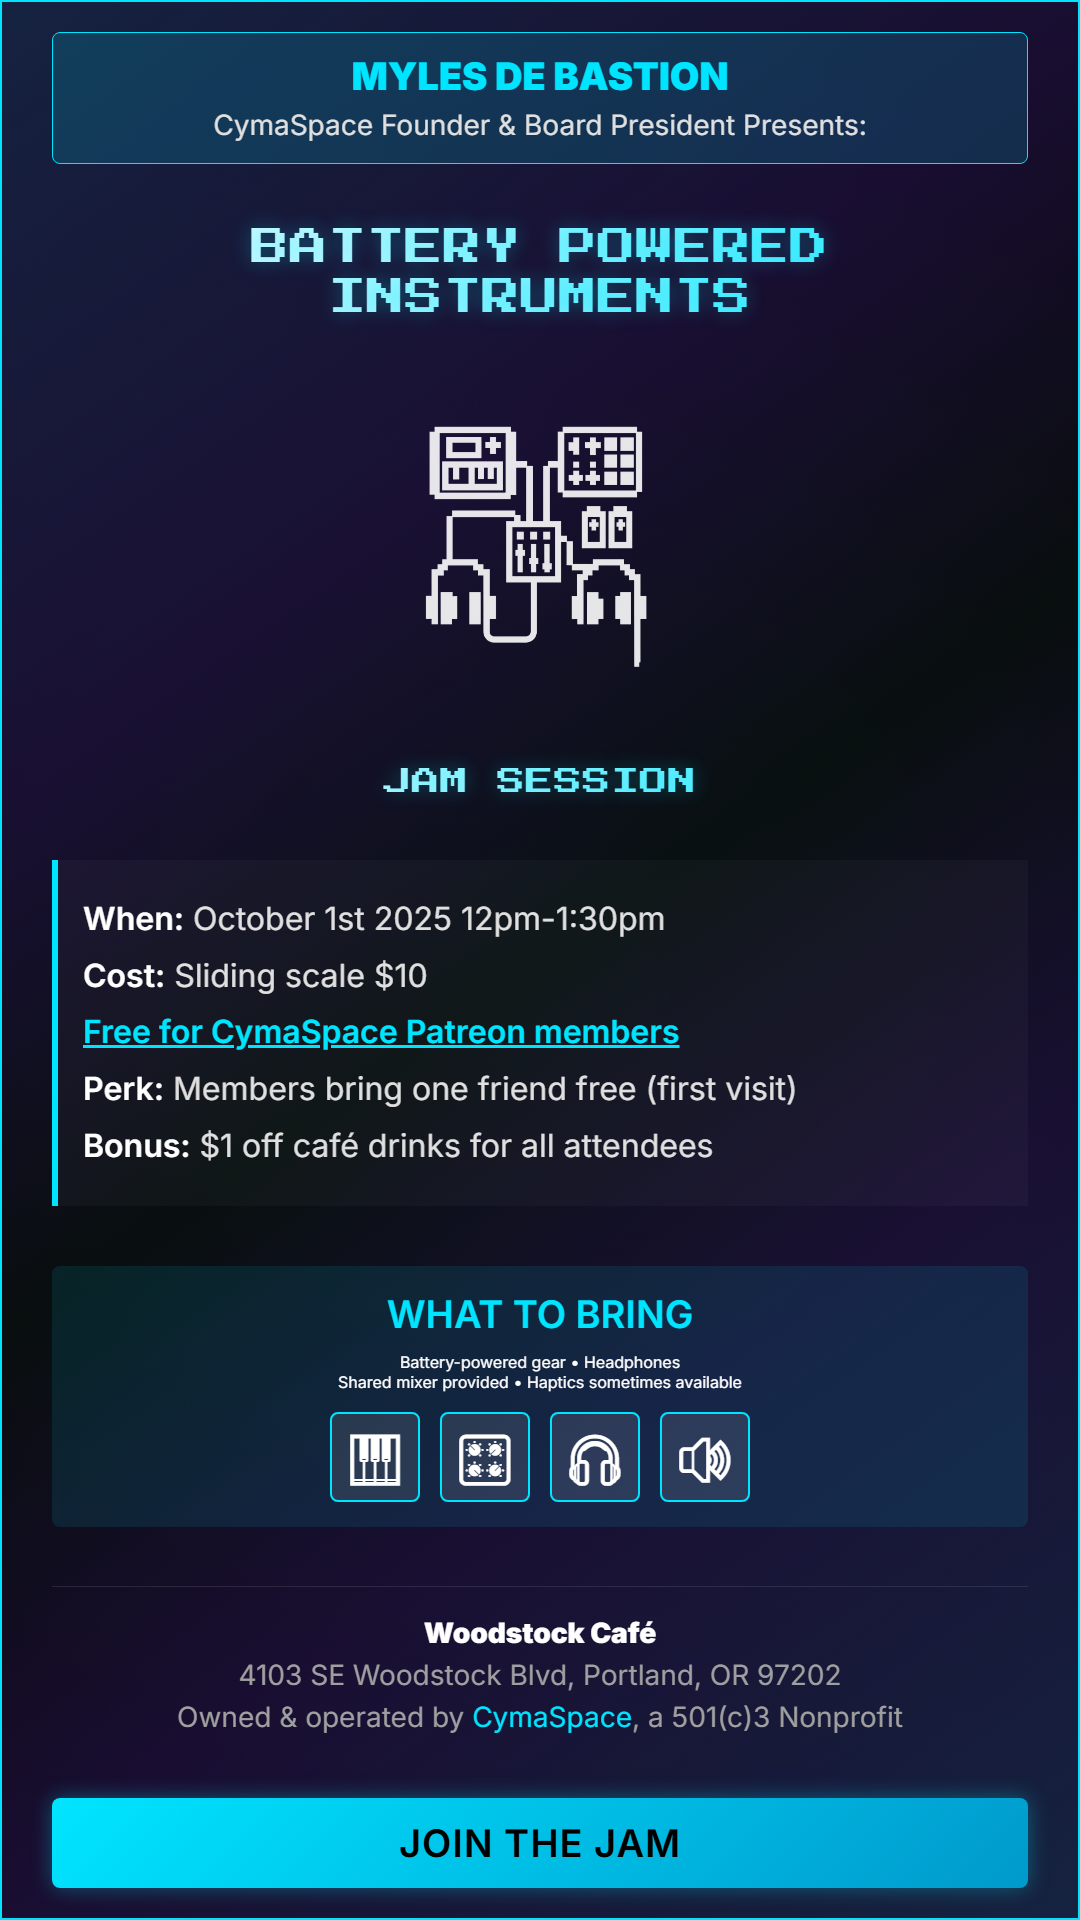 MYLES DE BASTION
CymaSpace Founder & Board President Presents:
BATTERY POWERED
INSTRUMENTS
JAM SESSION
When: October 1st 2025 12pm-1:30pm
Cost: Sliding scale $10
Free for CymaSpace Patreon members
Perk: Members bring one friend free (first visit)
Bonus: $1 off café drinks for all attendees
WHAT TO BRING
Battery-powered gear • Headphones
Shared mixer provided • Haptics sometimes available
Woodstock Café
4103 SE Woodstock Blvd, Portland, OR 97202
Owned & operated by CymaSpace, a 501(c)3 Nonprofit
JOIN THE JAM